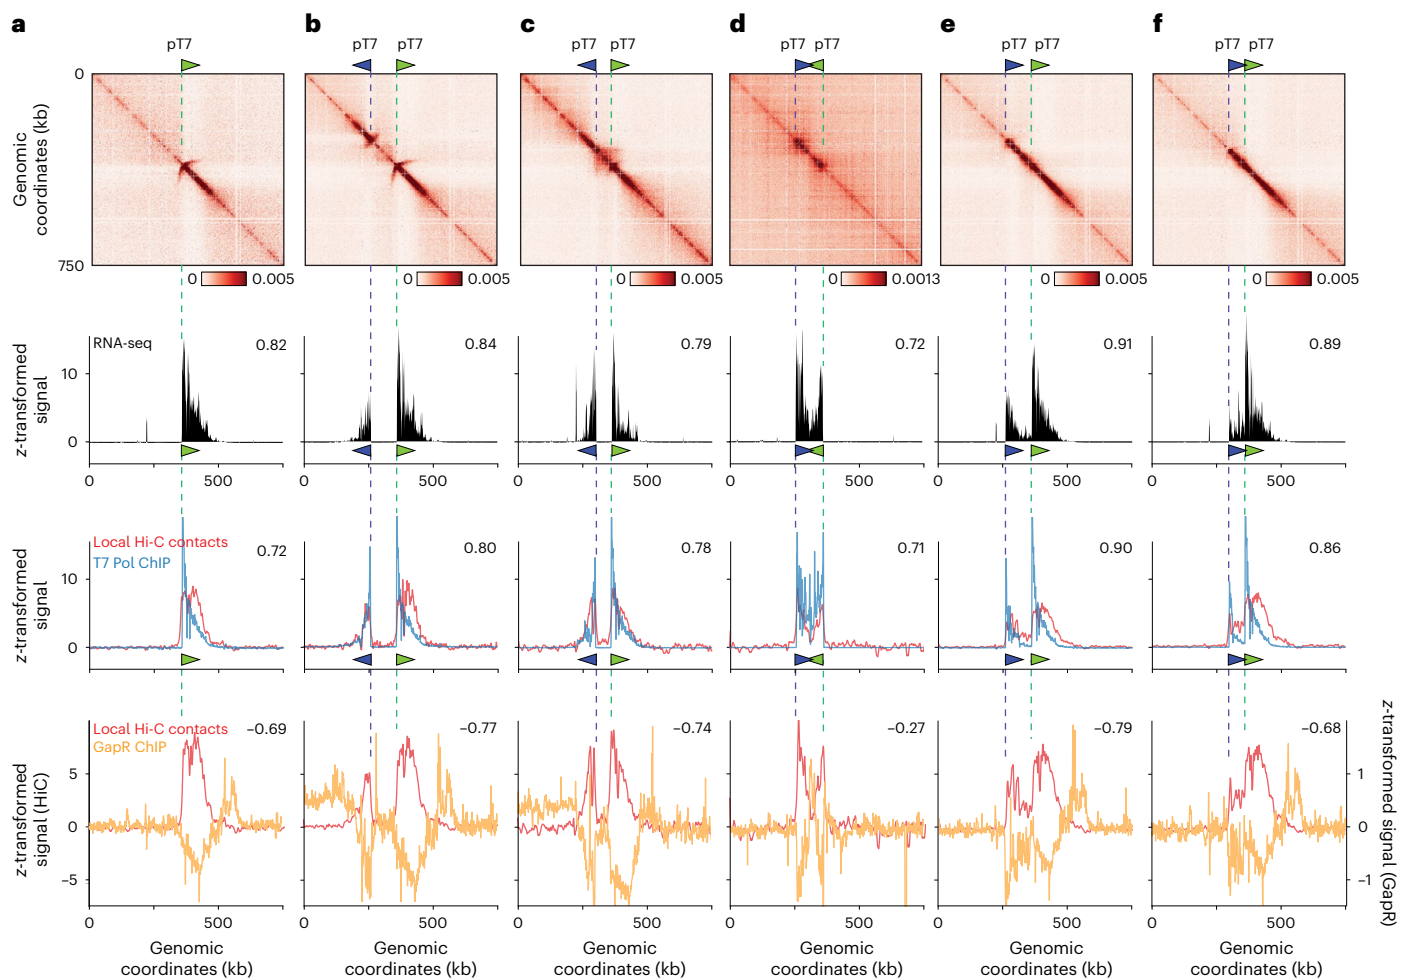 a b c d e f
pT7 pT7 pT7 pT7 pT7 pT7 pT7 pT7 pT7 pT7 pT7
0
Genomic
coordinates (kb)
750
0 0.005 0 0.005 0 0.005 0 0.0013 0 0.005 0 0.005
RNA-seq 0.82 0.84 0.79 0.72 0.91 0.89
z-transformed
signal
10
0
0 500 0 500 0 500 0 500 0 500 0 500
Local Hi-C contacts
T7 Pol ChIP
0.72 0.80 0.78 0.71 0.90 0.86
z-transformed
signal
10
0
Local Hi-C contacts
GapR ChIP
−0.69 −0.77 −0.74 −0.27 −0.79 −0.68
z-transformed
signal (HiC)
5
0
−5
1
0
−1
z-transformed signal (GapR)
0 500 0 500 0 500 0 500 0 500 0 500
Genomic Genomic Genomic Genomic Genomic Genomic
coordinates (kb) coordinates (kb) coordinates (kb) coordinates (kb) coordinates (kb) coordinates (kb)